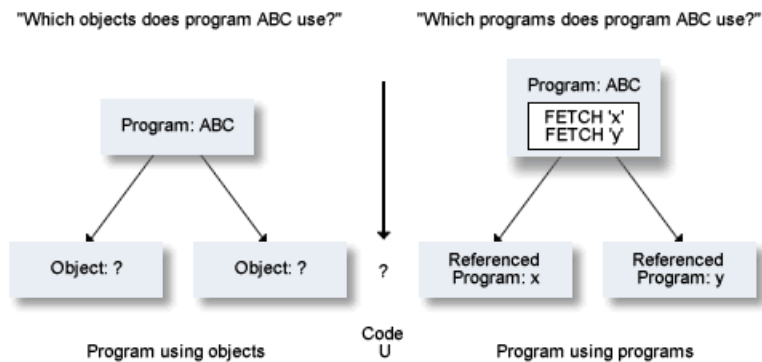 "Which objects does program ABC use?"
"Which programs does program ABC use?"
Program: ABC
Program: ABC
FETCH 'x'
FETCH 'y'
Object: ?
Object: ?
?
Referenced
Program: x
Referenced
Program: y
Program using objects
Code
U
Program using programs